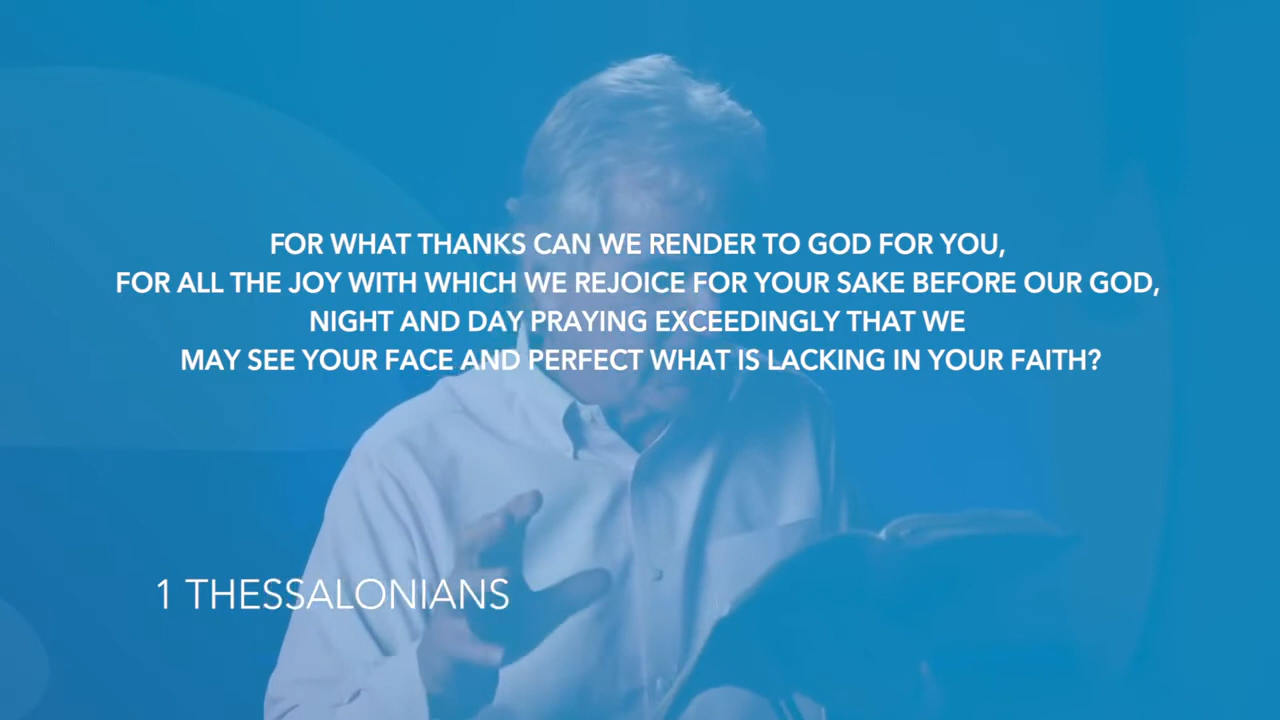 FOR WHAT THANKS CAN WE RENDER TO GOD FOR YOU,
FOR ALL THE JOY WITH WHICH WE REJOICE FOR YOUR SAKE BEFORE OUR GOD,
NIGHT AND DAY PRAYING EXCEEDINGLY THAT WE
MAY SEE YOUR FACE AND PERFECT WHAT IS LACKING IN YOUR FAITH?
1 THESSALONIANS